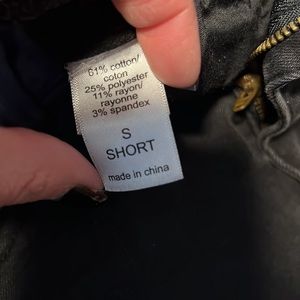 61% cotton/
coton
25% polyester
11% rayon/
rayonne
3% spandex
S
SHORT
made in china